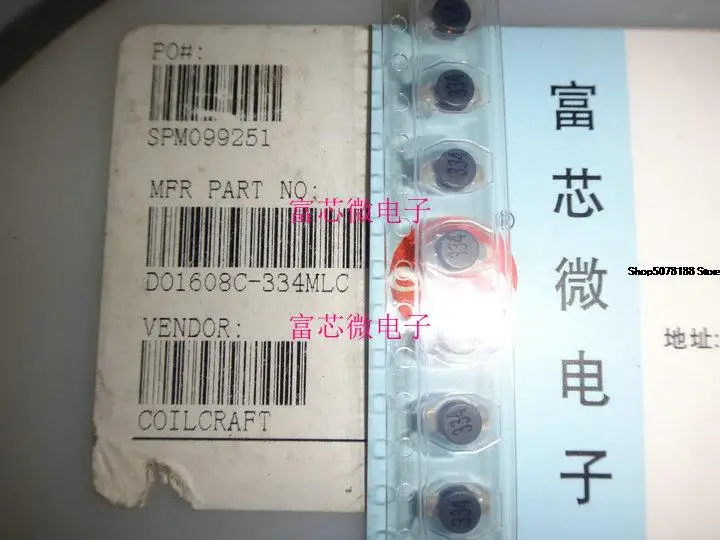 PO#:
SPM099251
MFR PART NO:
DO1608C-334MLC
VENDOR:
COILCRAFT
富芯微电子
富芯微电子
334
334
334
334
334
富芯微电子
®
Shop5078188 Store
地址: